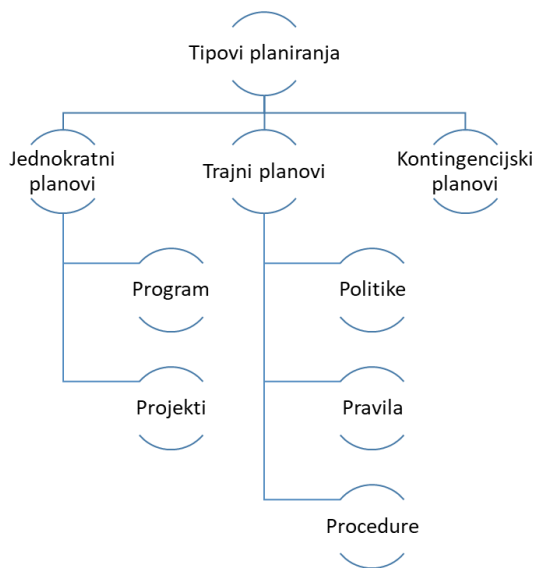 Tipovi planiranja
Jednokratni
planovi
Trajni planovi
Kontingencijski
planovi
Program
Projekti
Politike
Pravila
Procedure